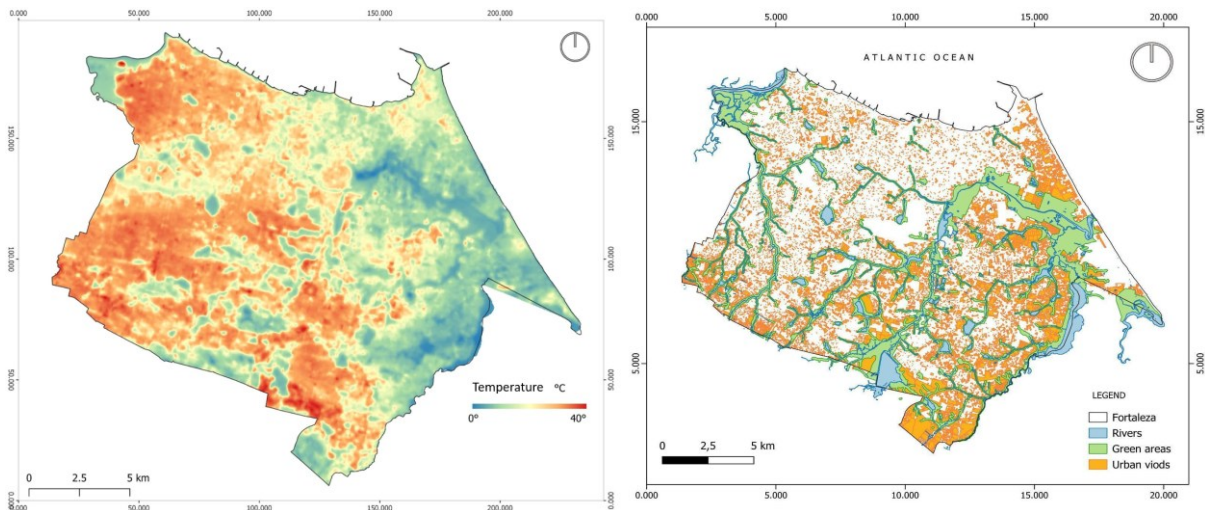 0.000 50.000 100.000 150.000 200.000
150.000
150.000
100.000
100.000
50.000
50.000
Temperature ºC
0º 40º
0 2.5 5 km
0.000
0.000
0.000 50.000 100.000 150.000 200.000
0.000 5.000 10.000 15.000 20.000
ATLANTIC OCEAN
15.000 15.000
5.000 5.000
LEGEND
Fortaleza
Rivers
Green areas
Urban viods
0 2,5 5 km
0.000 5.000 10.000 15.000 20.000